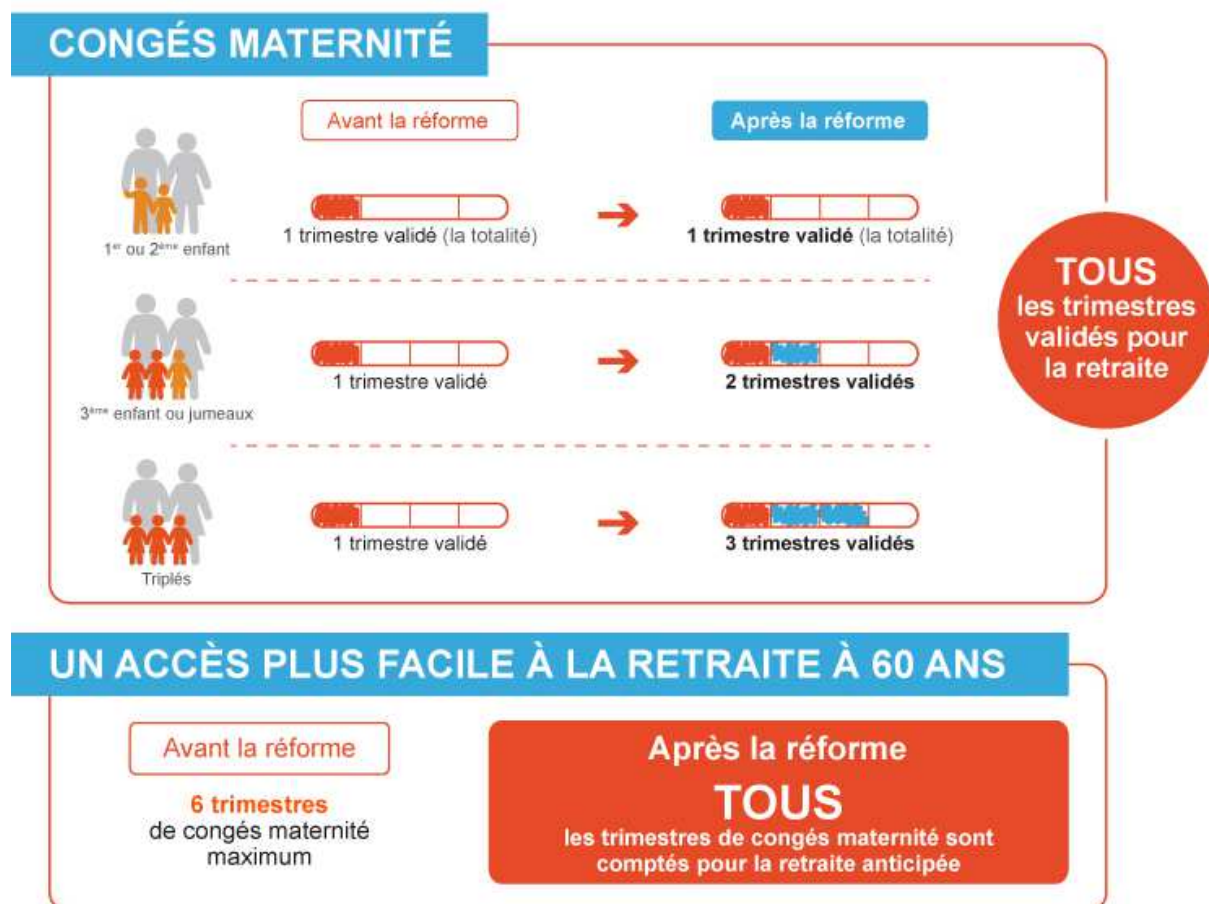 CONGÉS MATERNITÉ
Avant la réforme
Après la réforme
1er ou 2ème enfant
1 trimestre validé (la totalité)
1 trimestre validé (la totalité)
3ème enfant ou jumeaux
1 trimestre validé
2 trimestres validés
Triplés
1 trimestre validé
3 trimestres validés
TOUS
les trimestres
validés pour
la retraite
UN ACCÈS PLUS FACILE À LA RETRAITE À 60 ANS
Avant la réforme
6 trimestres
de congés maternité
maximum
Après la réforme
TOUS
les trimestres de congés maternité sont
comptés pour la retraite anticipée